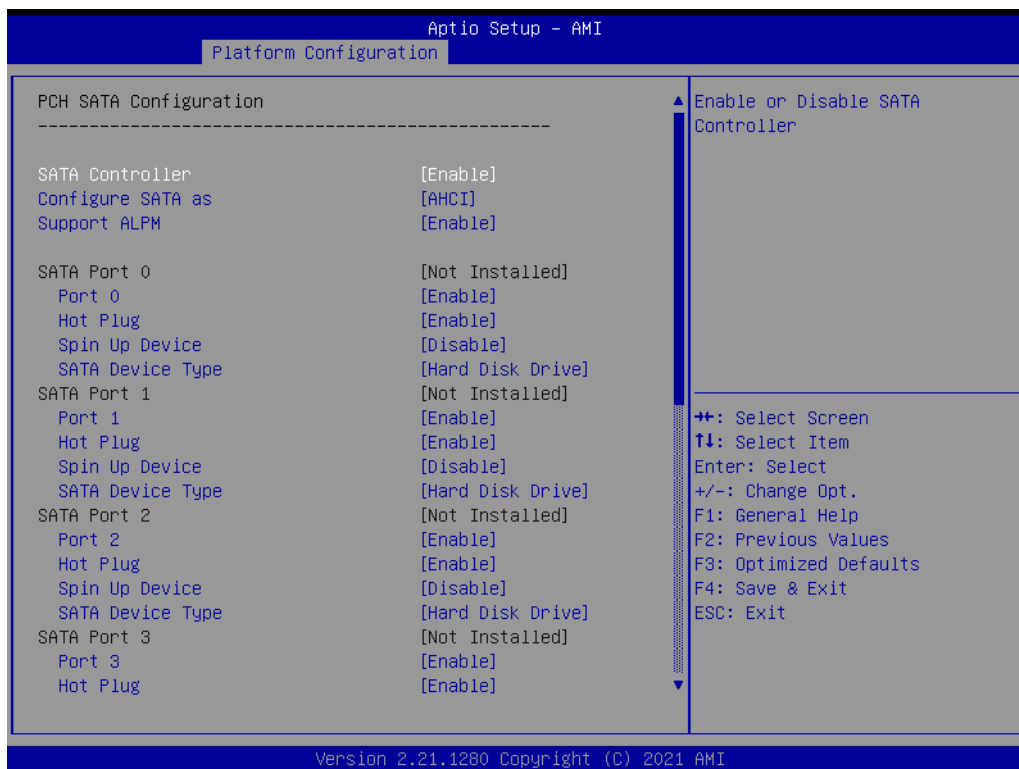 Aptio Setup – AMI
Platform Configuration
PCH SATA Configuration
--------------------------------------------------
SATA Controller [Enable]
Configure SATA as [AHCI]
Support ALPM [Enable]
SATA Port 0 [Not Installed]
Port 0 [Enable]
Hot Plug [Enable]
Spin Up Device [Disable]
SATA Device Type [Hard Disk Drive]
SATA Port 1 [Not Installed]
Port 1 [Enable]
Hot Plug [Enable]
Spin Up Device [Disable]
SATA Device Type [Hard Disk Drive]
SATA Port 2 [Not Installed]
Port 2 [Enable]
Hot Plug [Enable]
Spin Up Device [Disable]
SATA Device Type [Hard Disk Drive]
SATA Port 3 [Not Installed]
Port 3 [Enable]
Hot Plug [Enable]
Enable or Disable SATA
Controller
→←: Select Screen
↑↓: Select Item
Enter: Select
+/-: Change Opt.
F1: General Help
F2: Previous Values
F3: Optimized Defaults
F4: Save & Exit
ESC: Exit
Version 2.21.1280 Copyright (C) 2021 AMI